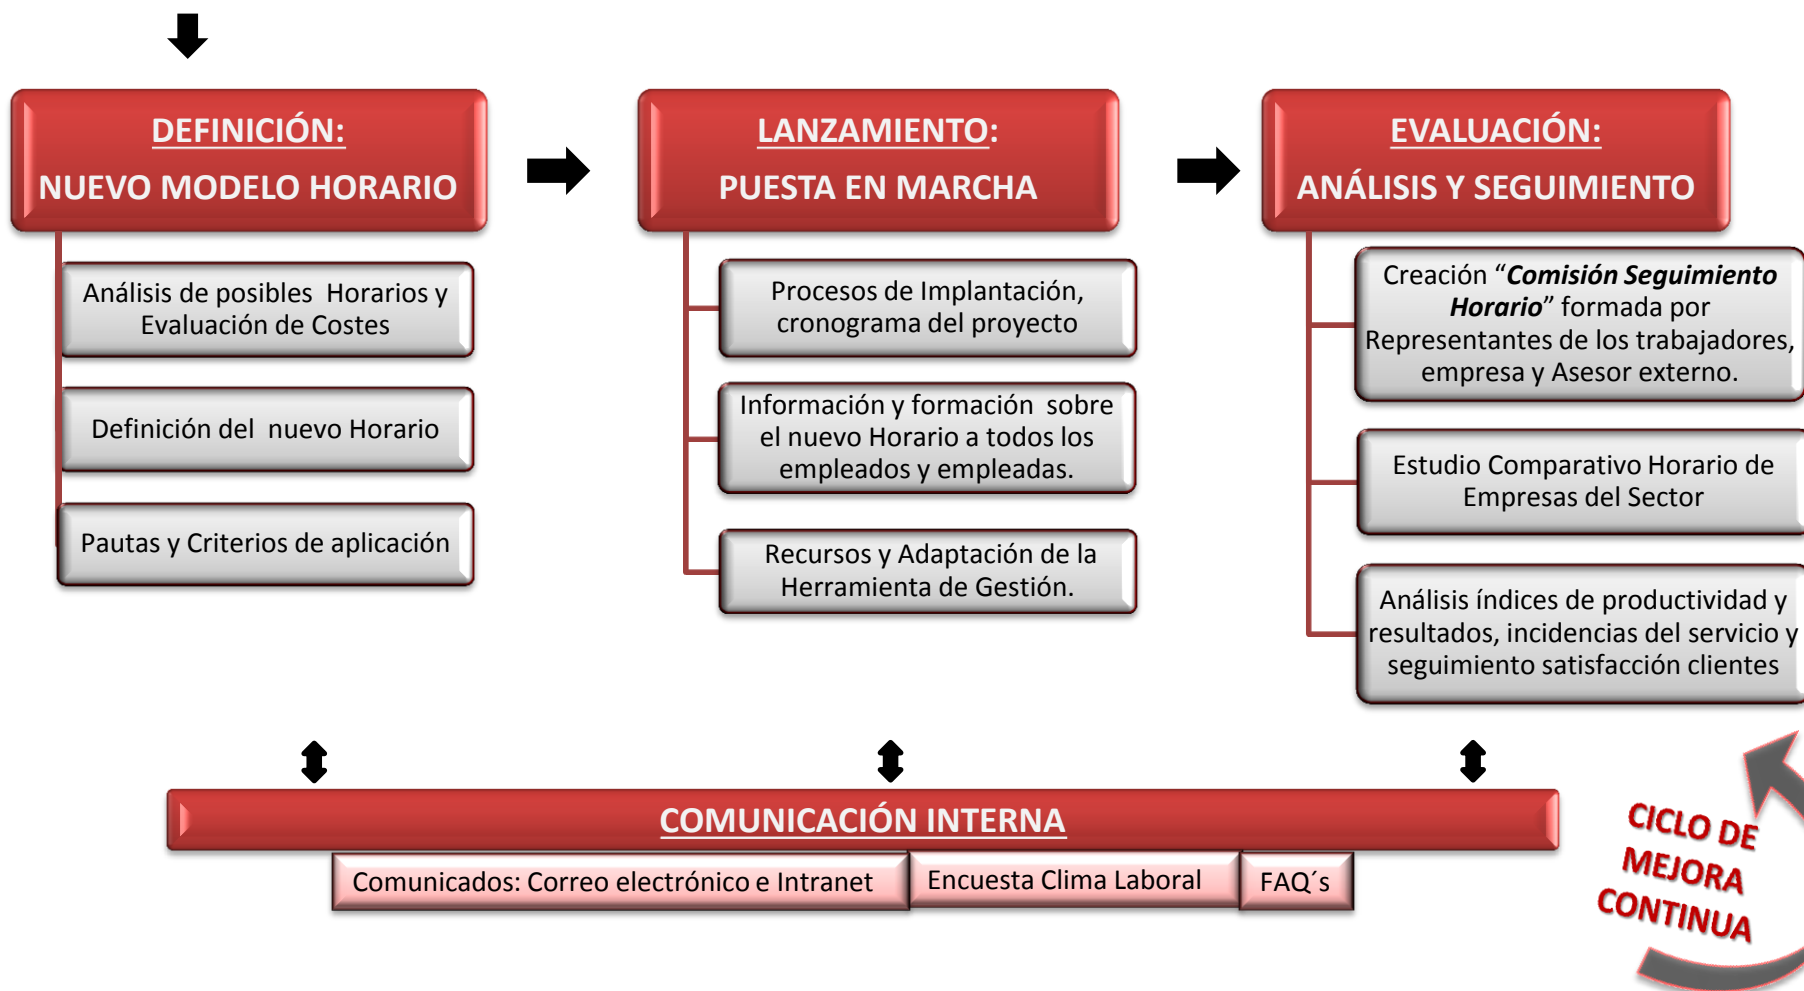 DEFINICIÓN:
NUEVO MODELO HORARIO
Análisis de posibles Horarios y
Evaluación de Costes
Definición del nuevo Horario
Pautas y Criterios de aplicación
LANZAMIENTO:
PUESTA EN MARCHA
Procesos de Implantación,
cronograma del proyecto
Información y formación sobre
el nuevo Horario a todos los
empleados y empleadas.
Recursos y Adaptación de la
Herramienta de Gestión.
EVALUACIÓN:
ANÁLISIS Y SEGUIMIENTO
Creación “Comisión Seguimiento
Horario” formada por
Representantes de los trabajadores,
empresa y Asesor externo.
Estudio Comparativo Horario de
Empresas del Sector
Análisis índices de productividad y
resultados, incidencias del servicio y
seguimiento satisfacción clientes
COMUNICACIÓN INTERNA
Comunicados: Correo electrónico e Intranet
Encuesta Clima Laboral
FAQ´s
CICLO DE
MEJORA
CONTINUA